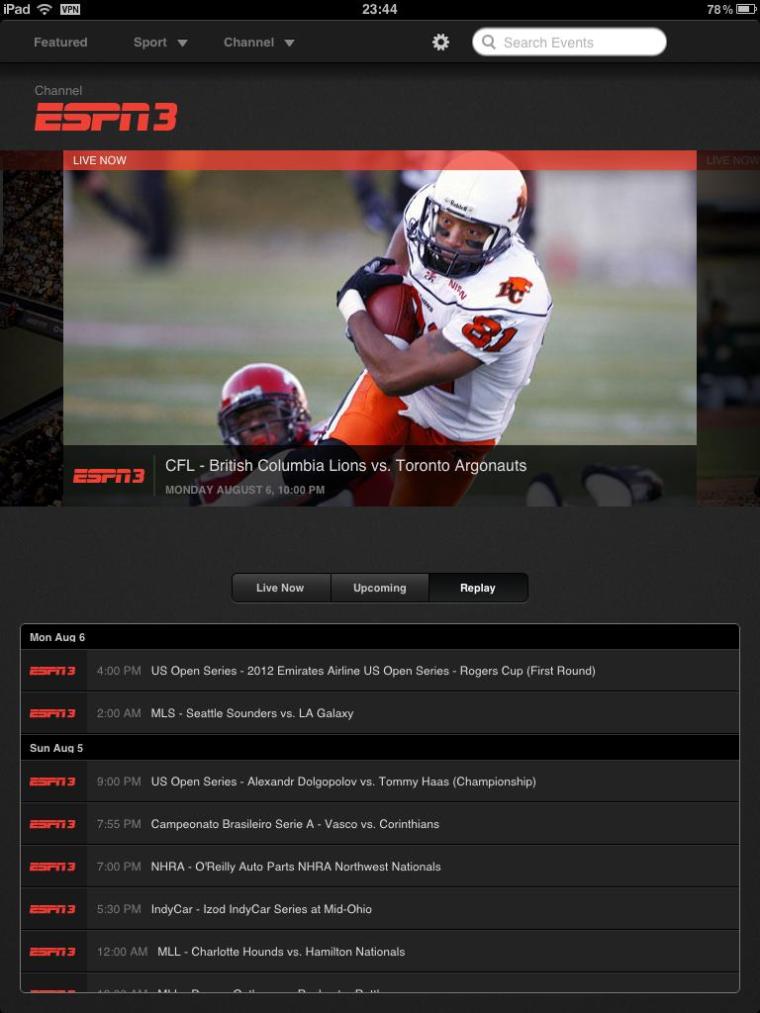 iPad VPN 23:44 78%
Featured Sport Channel Search Events
Channel
ESPN3
LIVE NOW LIVE NOW
Riddell
BC
81
ESPN3 CFL - British Columbia Lions vs. Toronto Argonauts
MONDAY AUGUST 6, 10:00 PM
Live Now Upcoming Replay
Mon Aug 6
ESPN3 4:00 PM US Open Series - 2012 Emirates Airline US Open Series - Rogers Cup (First Round)
ESPN3 2:00 AM MLS - Seattle Sounders vs. LA Galaxy
Sun Aug 5
ESPN3 9:00 PM US Open Series - Alexandr Dolgopolov vs. Tommy Haas (Championship)
ESPN3 7:55 PM Campeonato Brasileiro Serie A - Vasco vs. Corinthians
ESPN3 7:00 PM NHRA - O'Reilly Auto Parts NHRA Northwest Nationals
ESPN3 5:30 PM IndyCar - Izod IndyCar Series at Mid-Ohio
ESPN3 12:00 AM MLL - Charlotte Hounds vs. Hamilton Nationals